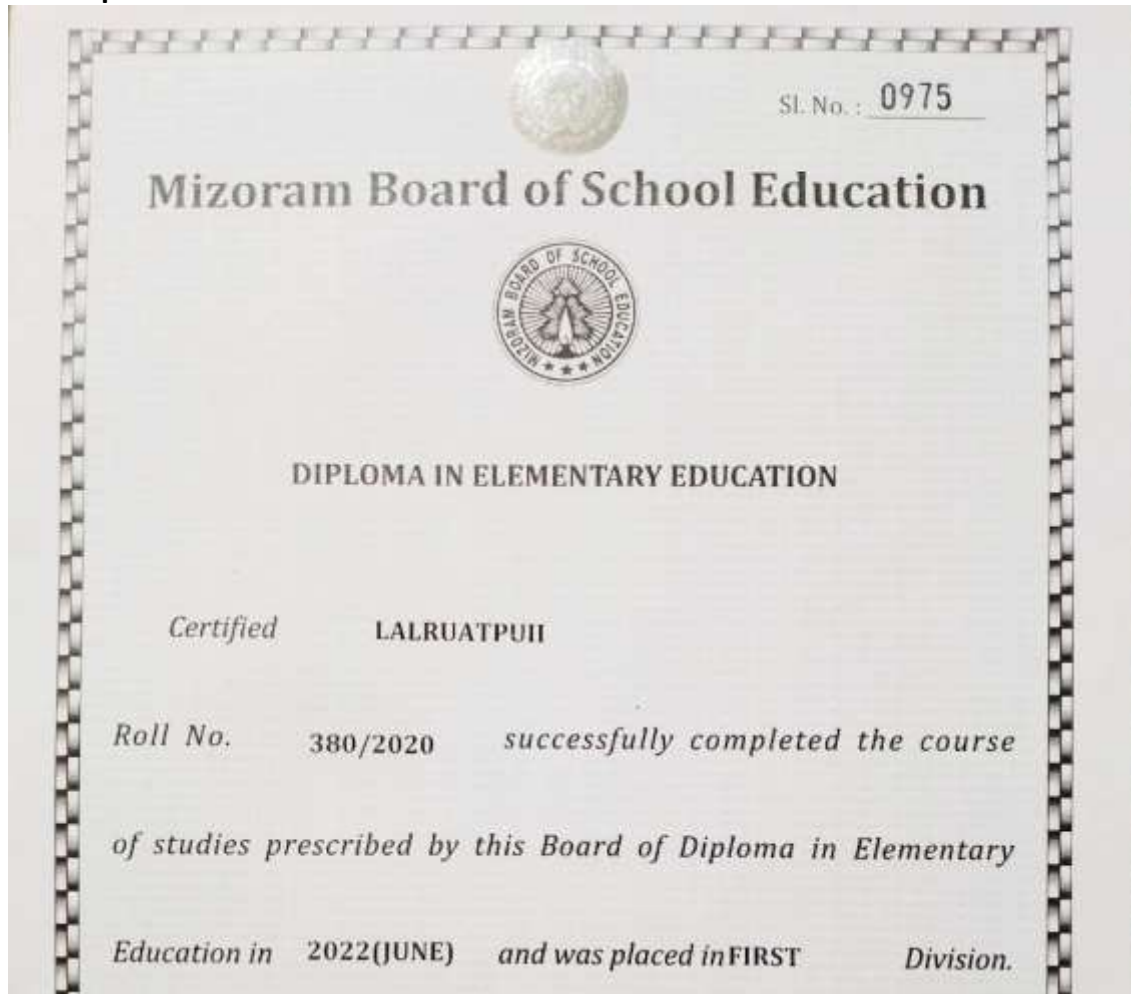 Sl. No. : 0975
Mizoram Board of School Education
MIZORAM BOARD OF SCHOOL EDUCATION
DIPLOMA IN ELEMENTARY EDUCATION
Certified LALRUATPUII
Roll No. 380/2020 successfully completed the course
of studies prescribed by this Board of Diploma in Elementary
Education in 2022(JUNE) and was placed in FIRST Division.